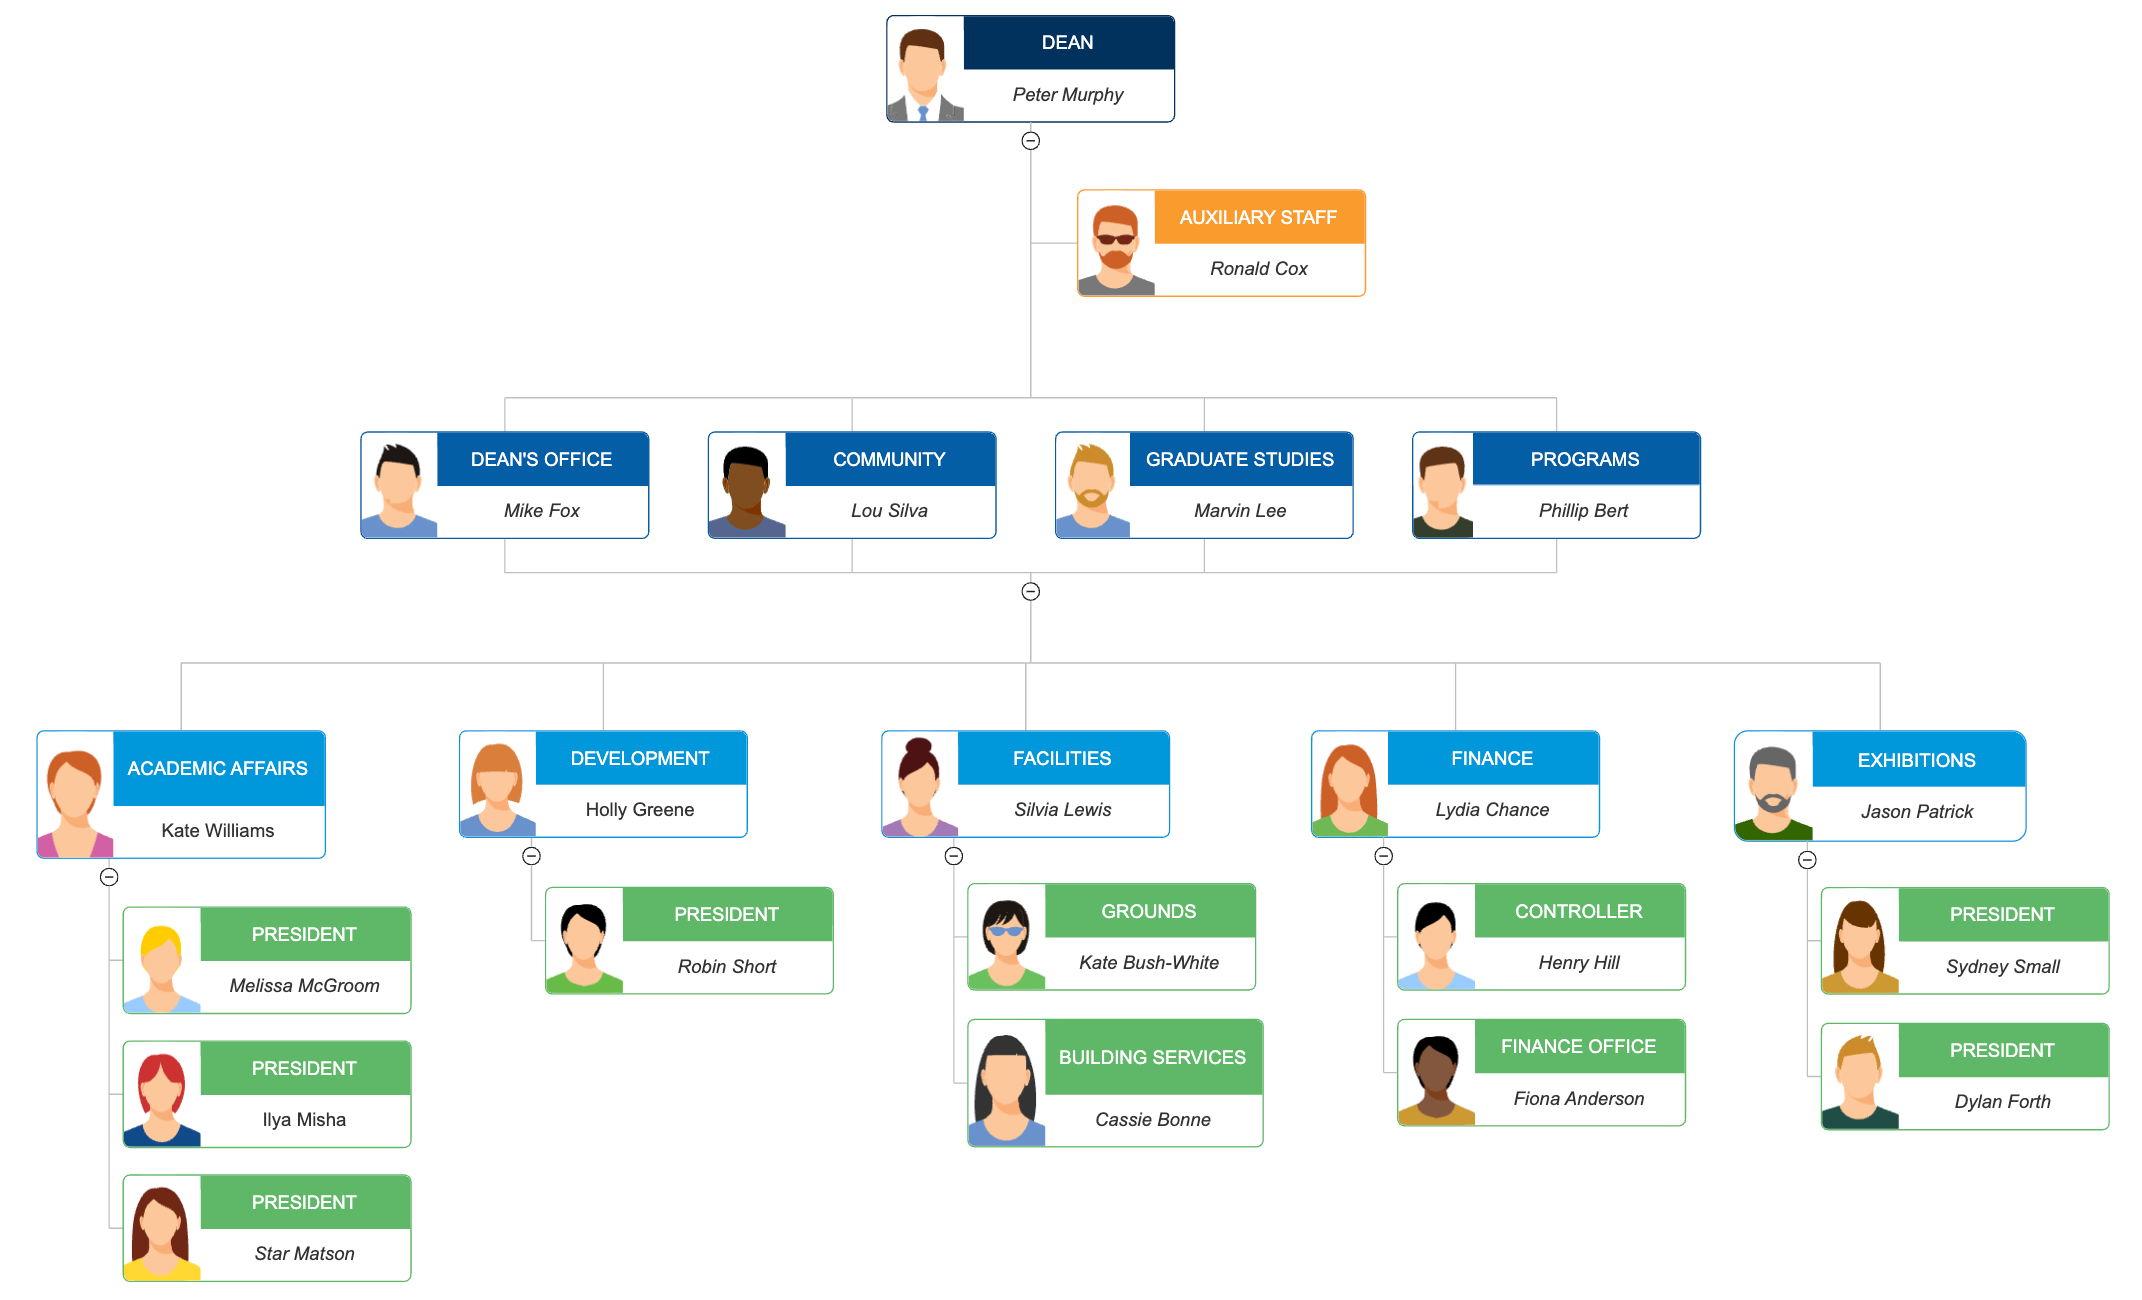 DEAN
Peter Murphy
AUXILIARY STAFF
Ronald Cox
DEAN'S OFFICE
Mike Fox
COMMUNITY
Lou Silva
GRADUATE STUDIES
Marvin Lee
PROGRAMS
Phillip Bert
ACADEMIC AFFAIRS
Kate Williams
PRESIDENT
Melissa McGroom
PRESIDENT
Ilya Misha
PRESIDENT
Star Matson
DEVELOPMENT
Holly Greene
PRESIDENT
Robin Short
FACILITIES
Silvia Lewis
GROUNDS
Kate Bush-White
BUILDING SERVICES
Cassie Bonne
FINANCE
Lydia Chance
CONTROLLER
Henry Hill
FINANCE OFFICE
Fiona Anderson
EXHIBITIONS
Jason Patrick
PRESIDENT
Sydney Small
PRESIDENT
Dylan Forth